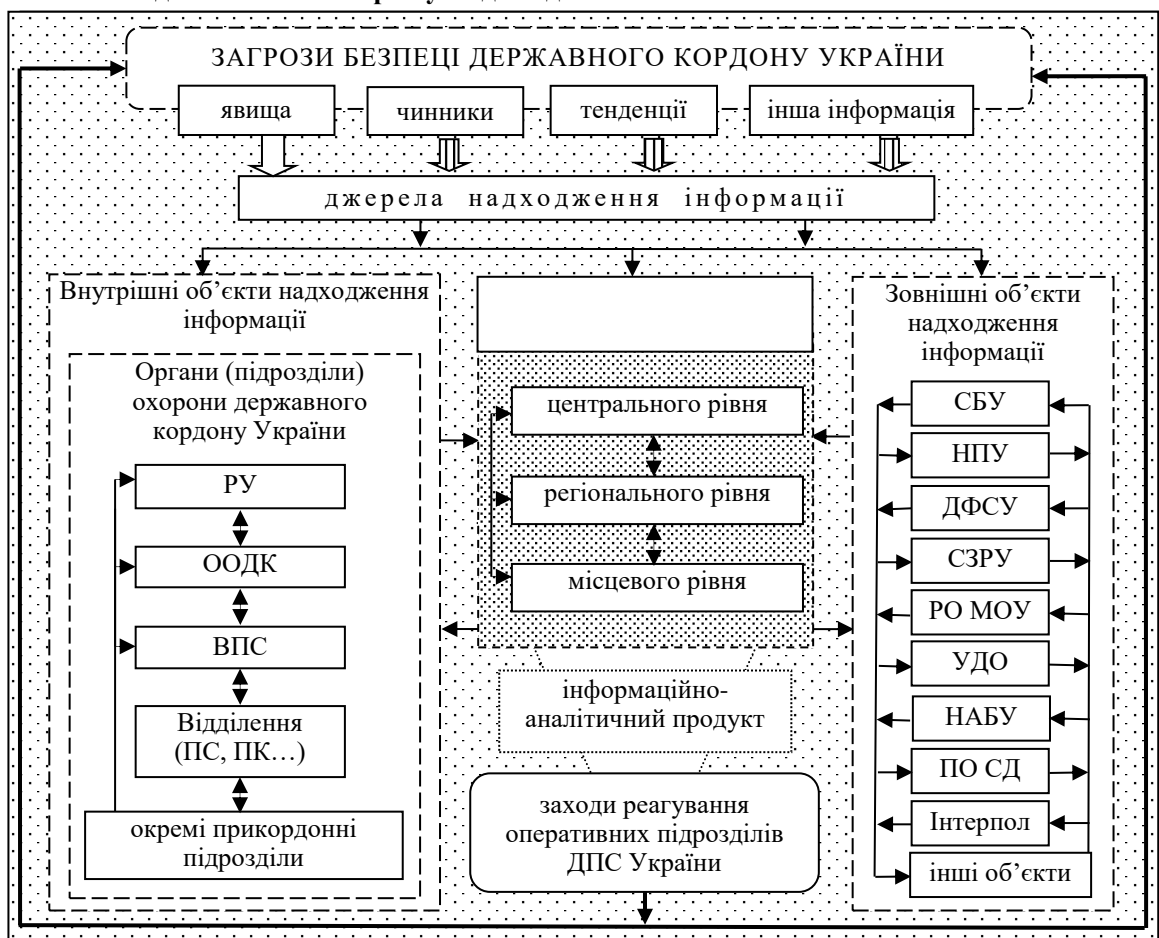 ЗАГРОЗИ БЕЗПЕЦІ ДЕРЖАВНОГО КОРДОНУ УКРАЇНИ
явища
чинники
тенденції
інша інформація
джерела надходження інформації
Внутрішні об’єкти надходження
інформації
Органи (підрозділи)
охорони державного
кордону України
РУ
ООДК
ВПС
Відділення
(ПС, ПК…)
окремі прикордонні
підрозділи
центрального рівня
регіонального рівня
місцевого рівня
інформаційно-
аналітичний продукт
заходи реагування
оперативних підрозділів
ДПС України
Зовнішні об’єкти
надходження
інформації
СБУ
НПУ
ДФСУ
СЗРУ
РО МОУ
УДО
НАБУ
ПО СД
Інтерпол
інші об’єкти